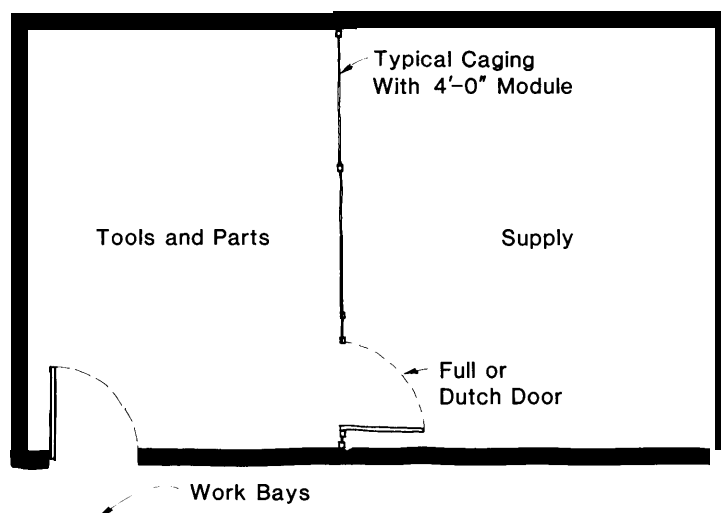 Typical Caging
With 4'-0" Module
Tools and Parts
Supply
Full or
Dutch Door
Work Bays